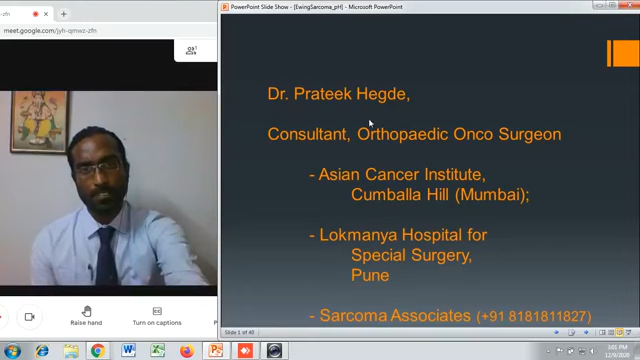 PowerPoint Slide Show - [EwingSarcoma_pH] - Microsoft PowerPoint
meet.google.com/jyh-qmwz-zfn
Dr. Prateek Hegde,
Consultant, Orthopaedic Onco Surgeon
- Asian Cancer Institute,
Cumballa Hill (Mumbai);
- Lokmanya Hospital for
Special Surgery,
Pune
- Sarcoma Associates (+91 8181811827)
Raise hand
Turn on captions
Slide 1 of 40
3:01 PM
12/9/2020